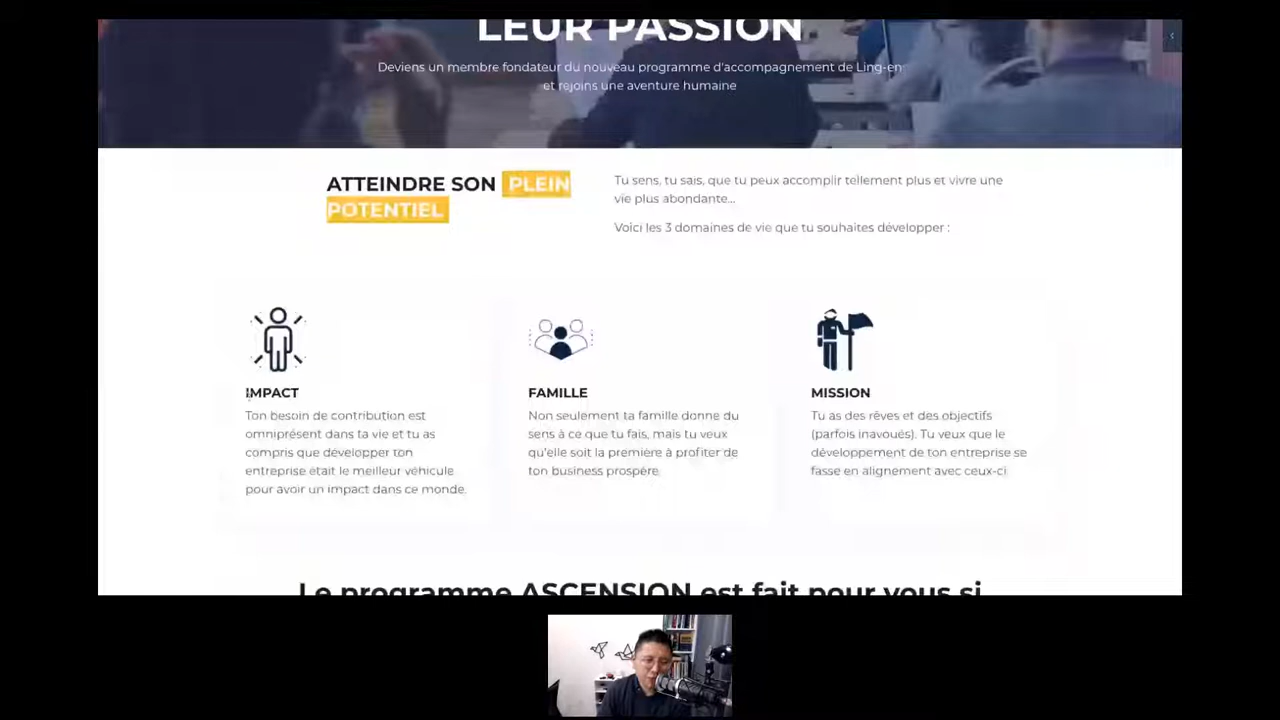 LEUR PASSION
Deviens un membre fondateur du nouveau programme d'accompagnement de Ling-en
et rejoins une aventure humaine
ATTEINDRE SON PLEIN
POTENTIEL
Tu sens, tu sais, que tu peux accomplir tellement plus et vivre une
vie plus abondante...
Voici les 3 domaines de vie que tu souhaites développer :
IMPACT
Ton besoin de contribution est
omniprésent dans ta vie et tu as
compris que développer ton
entreprise était le meilleur véhicule
pour avoir un impact dans ce monde.
FAMILLE
Non seulement ta famille donne du
sens à ce que tu fais, mais tu veux
qu'elle soit la première à profiter de
ton business prospère.
MISSION
Tu as des rêves et des objectifs
(parfois inavoués). Tu veux que le
développement de ton entreprise se
fasse en alignement avec ceux-ci.
Le programme ASCENSION est fait pour vous si